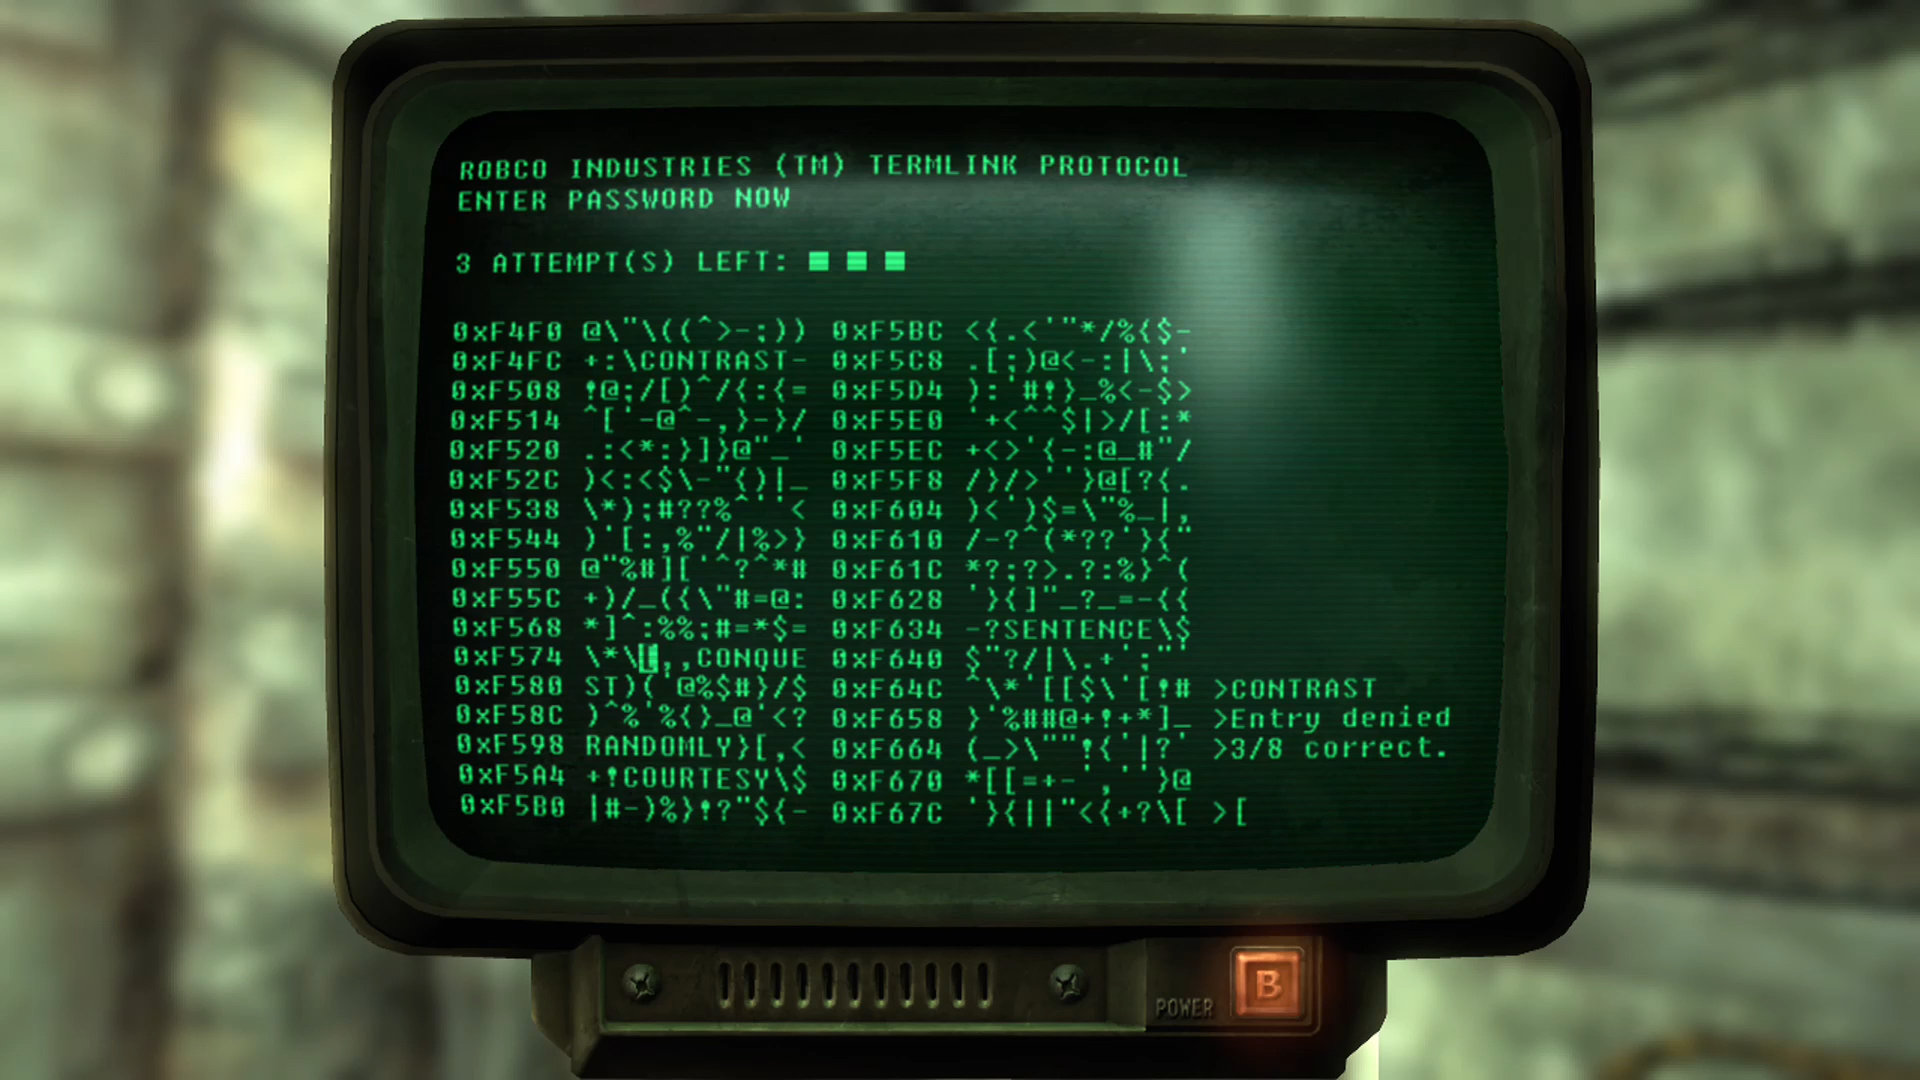 ROBCO INDUSTRIES (TM) TERMLINK PROTOCOL
ENTER PASSWORD NOW
3 ATTEMPT(S) LEFT: ■ ■ ■
0xF4F0 @\"\((^>-;)) 0xF5BC <{.<'"*/%{$-
0xF4FC +:\CONTRAST- 0xF5C8 .[;)@<-:|\;'
0xF508 !@;/[)^/{:{= 0xF5D4 ):'#!}_%<-$>
0xF514 ^['-@^-,}-}/ 0xF5E0 '+<^^$|>/[:*
0xF520 .:<*:}]}@"_' 0xF5EC +<>'{-:@_#"/
0xF52C )<:<$\-"{)|_ 0xF5F8 /}/>''}@[?{.
0xF538 \*);#??%^''< 0xF604 )<')$=\"%_|,
0xF544 )'[:,%"/|%>} 0xF610 /-?^(*??'}{"
0xF550 @"%#]['^?^*# 0xF61C *?;?>.?:%}^(
0xF55C +)/_({\"#=@: 0xF628 '}{]"_?_=-{{
0xF568 *]^:%%;#=*$= 0xF634 -?SENTENCE\$
0xF574 \*\[,,CONQUE 0xF640 $"?/|\.+';"'
0xF580 ST)('@%$#}/$ 0xF64C ^\*'[[$\'[!# >CONTRAST
0xF58C )^%'%{}_@'<? 0xF658 }'%##@+!+*]_ >Entry denied
0xF598 RANDOMLY}[,< 0xF664 (_>\""!{'|?' >3/8 correct.
0xF5A4 +!COURTESY\$ 0xF670 *[[=+-','''}@
0xF5B0 |#-)%}!?"${- 0xF67C '}{||"<{+?\[ >[
POWER
B